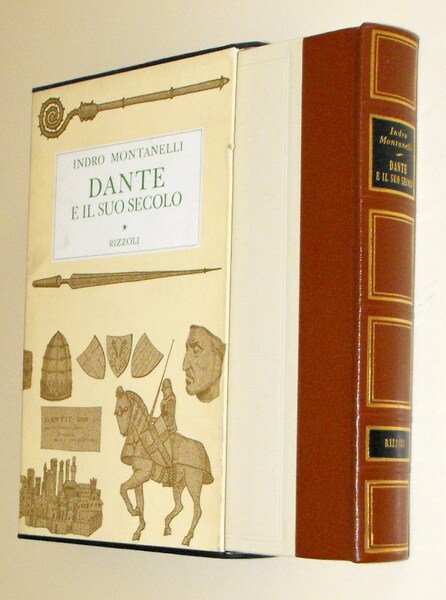 INDRO MONTANELLI
DANTE
E IL SUO SECOLO
★
RIZZOLI
Indro
Montanelli
DANTE
E IL SUO SECOLO
RIZZOLI